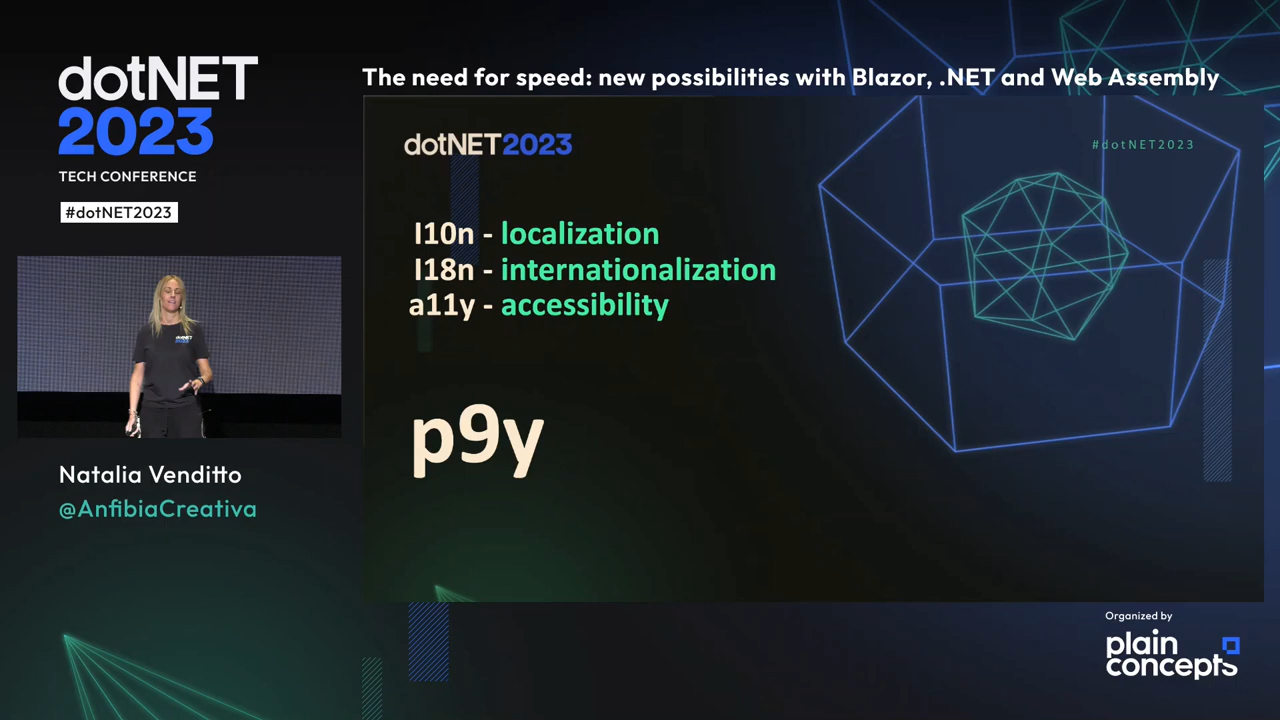 dotNET
2023
TECH CONFERENCE
#dotNET2023
Natalia Venditto
@AnfibiaCreativa
The need for speed: new possibilities with Blazor, .NET and Web Assembly
dotNET2023
#dotNET2023
l10n - localization
I18n - internationalization
a11y - accessibility
p9y
Organized by
plain
concepts